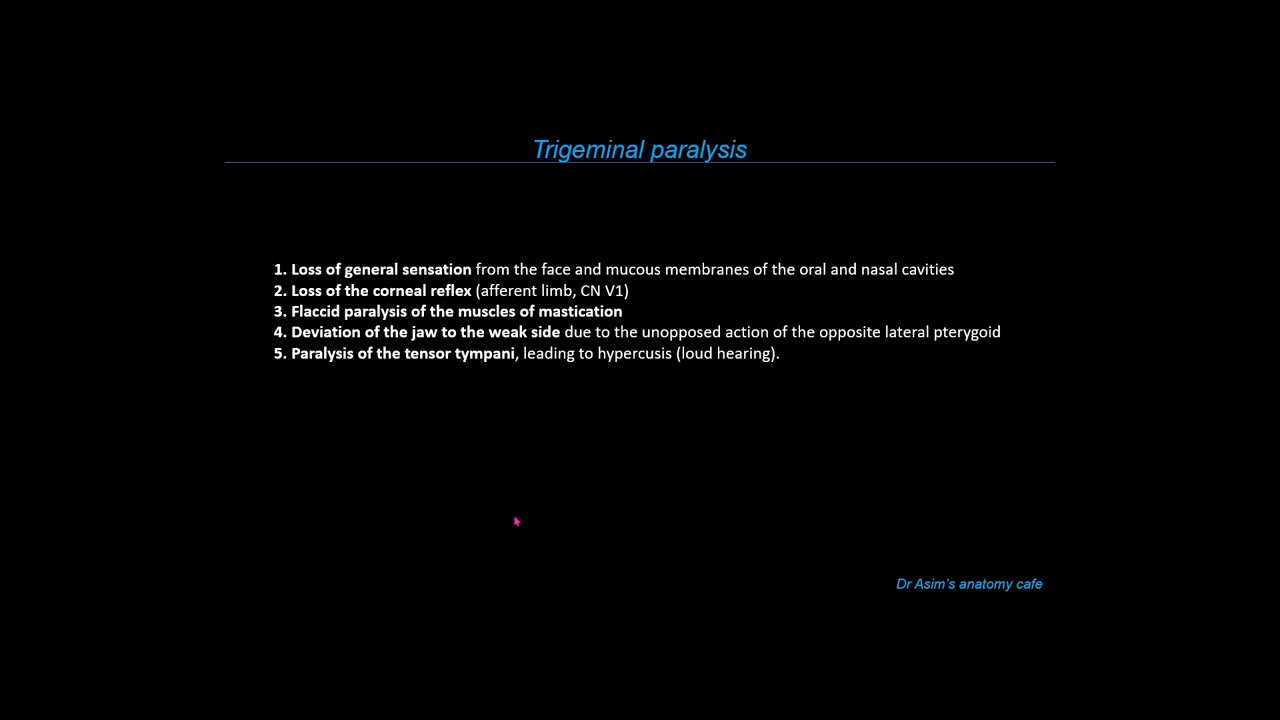 Trigeminal paralysis
1. Loss of general sensation from the face and mucous membranes of the oral and nasal cavities
2. Loss of the corneal reflex (afferent limb, CN V1)
3. Flaccid paralysis of the muscles of mastication
4. Deviation of the jaw to the weak side due to the unopposed action of the opposite lateral pterygoid
5. Paralysis of the tensor tympani, leading to hypercusis (loud hearing).
Dr Asim's anatomy cafe